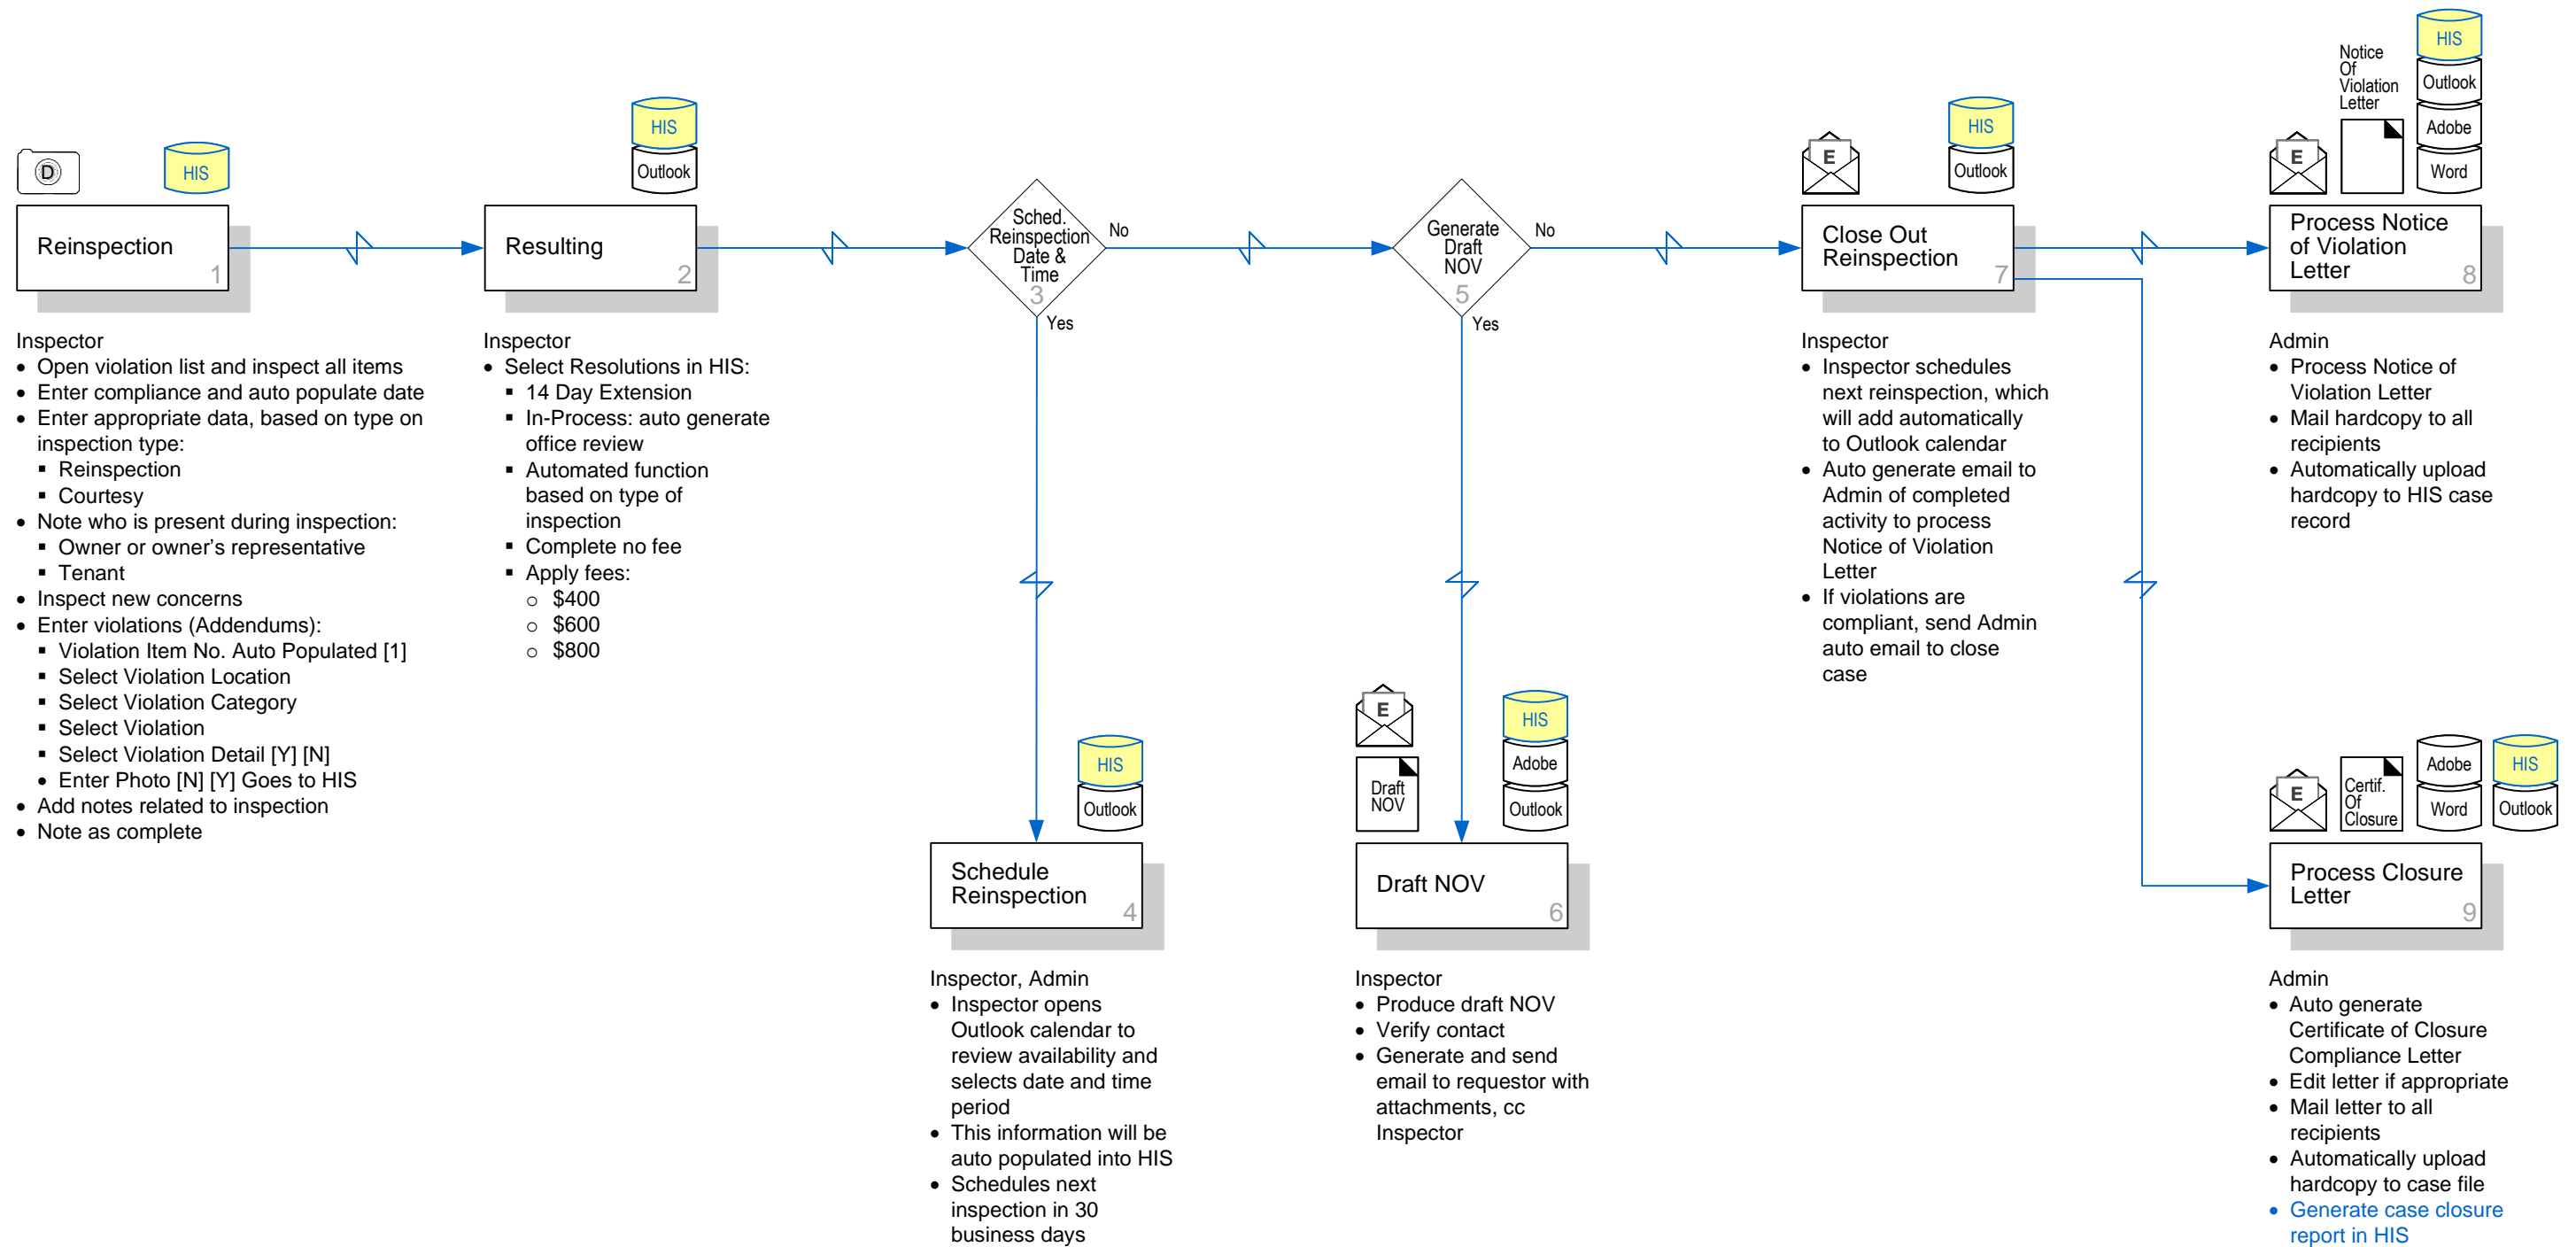 D
HIS
Reinspection
1
Inspector
• Open violation list and inspect all items
• Enter compliance and auto populate date
• Enter appropriate data, based on type on
inspection type:
▪ Reinspection
▪ Courtesy
• Note who is present during inspection:
▪ Owner or owner’s representative
▪ Tenant
• Inspect new concerns
• Enter violations (Addendums):
▪ Violation Item No. Auto Populated [1]
▪ Select Violation Location
▪ Select Violation Category
▪ Select Violation
▪ Select Violation Detail [Y] [N]
• Enter Photo [N] [Y] Goes to HIS
• Add notes related to inspection
• Note as complete
HIS
Outlook
Resulting
2
Inspector
• Select Resolutions in HIS:
▪ 14 Day Extension
▪ In-Process: auto generate
office review
▪ Automated function
based on type of
inspection
▪ Complete no fee
▪ Apply fees:
o $400
o $600
o $800
Sched.
Reinspection
Date &
Time
3
No
Yes
HIS
Outlook
Schedule
Reinspection
4
Inspector, Admin
• Inspector opens
Outlook calendar to
review availability and
selects date and time
period
• This information will be
auto populated into HIS
• Schedules next
inspection in 30
business days
Generate
Draft
NOV
5
No
Yes
E
Draft
NOV
HIS
Adobe
Outlook
Draft NOV
6
Inspector
• Produce draft NOV
• Verify contact
• Generate and send
email to requestor with
attachments, cc
Inspector
E
HIS
Outlook
Close Out
Reinspection
7
Inspector
• Inspector schedules
next reinspection, which
will add automatically
to Outlook calendar
• Auto generate email to
Admin of completed
activity to process
Notice of Violation
Letter
• If violations are
compliant, send Admin
auto email to close
case
E
Notice
Of
Violation
Letter
HIS
Outlook
Adobe
Word
Process Notice
of Violation
Letter
8
Admin
• Process Notice of
Violation Letter
• Mail hardcopy to all
recipients
• Automatically upload
hardcopy to HIS case
record
E
Certif.
Of
Closure
Adobe
Word
HIS
Outlook
Process Closure
Letter
9
Admin
• Auto generate
Certificate of Closure
Compliance Letter
• Edit letter if appropriate
• Mail letter to all
recipients
• Automatically upload
hardcopy to case file
• Generate case closure
report in HIS